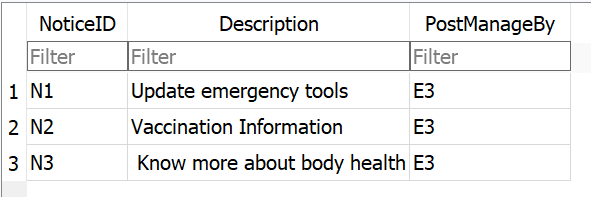 NoticeID Description PostManageBy
Filter Filter Filter
1 N1 Update emergency tools E3
2 N2 Vaccination Information E3
3 N3 Know more about body health E3